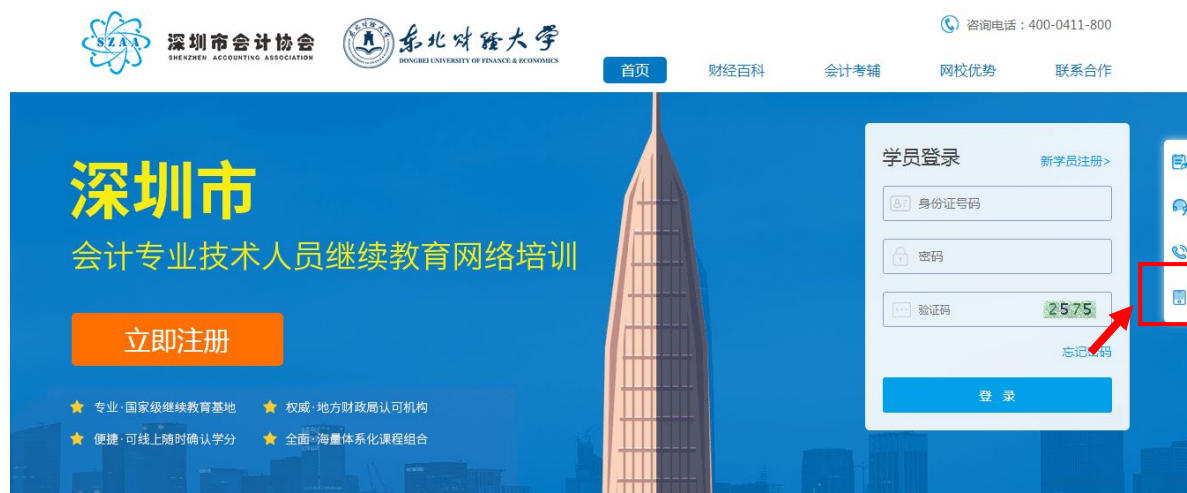 SZAA
深圳市会计协会
SHENZHEN ACCOUNTING ASSOCIATION
东北财经大学
DONGBEI UNIVERSITY OF FINANCE & ECONOMICS
咨询电话：400-0411-800
首页 财经百科 会计考辅 网校优势 联系合作
深圳市
会计专业技术人员继续教育网络培训
立即注册
专业·国家级继续教育基地 权威·地方财政局认可机构
便捷·可线上随时确认学分 全面·海量体系化课程组合
学员登录 新学员注册>
身份证号码
密码
验证码 2575
忘记密码
登 录